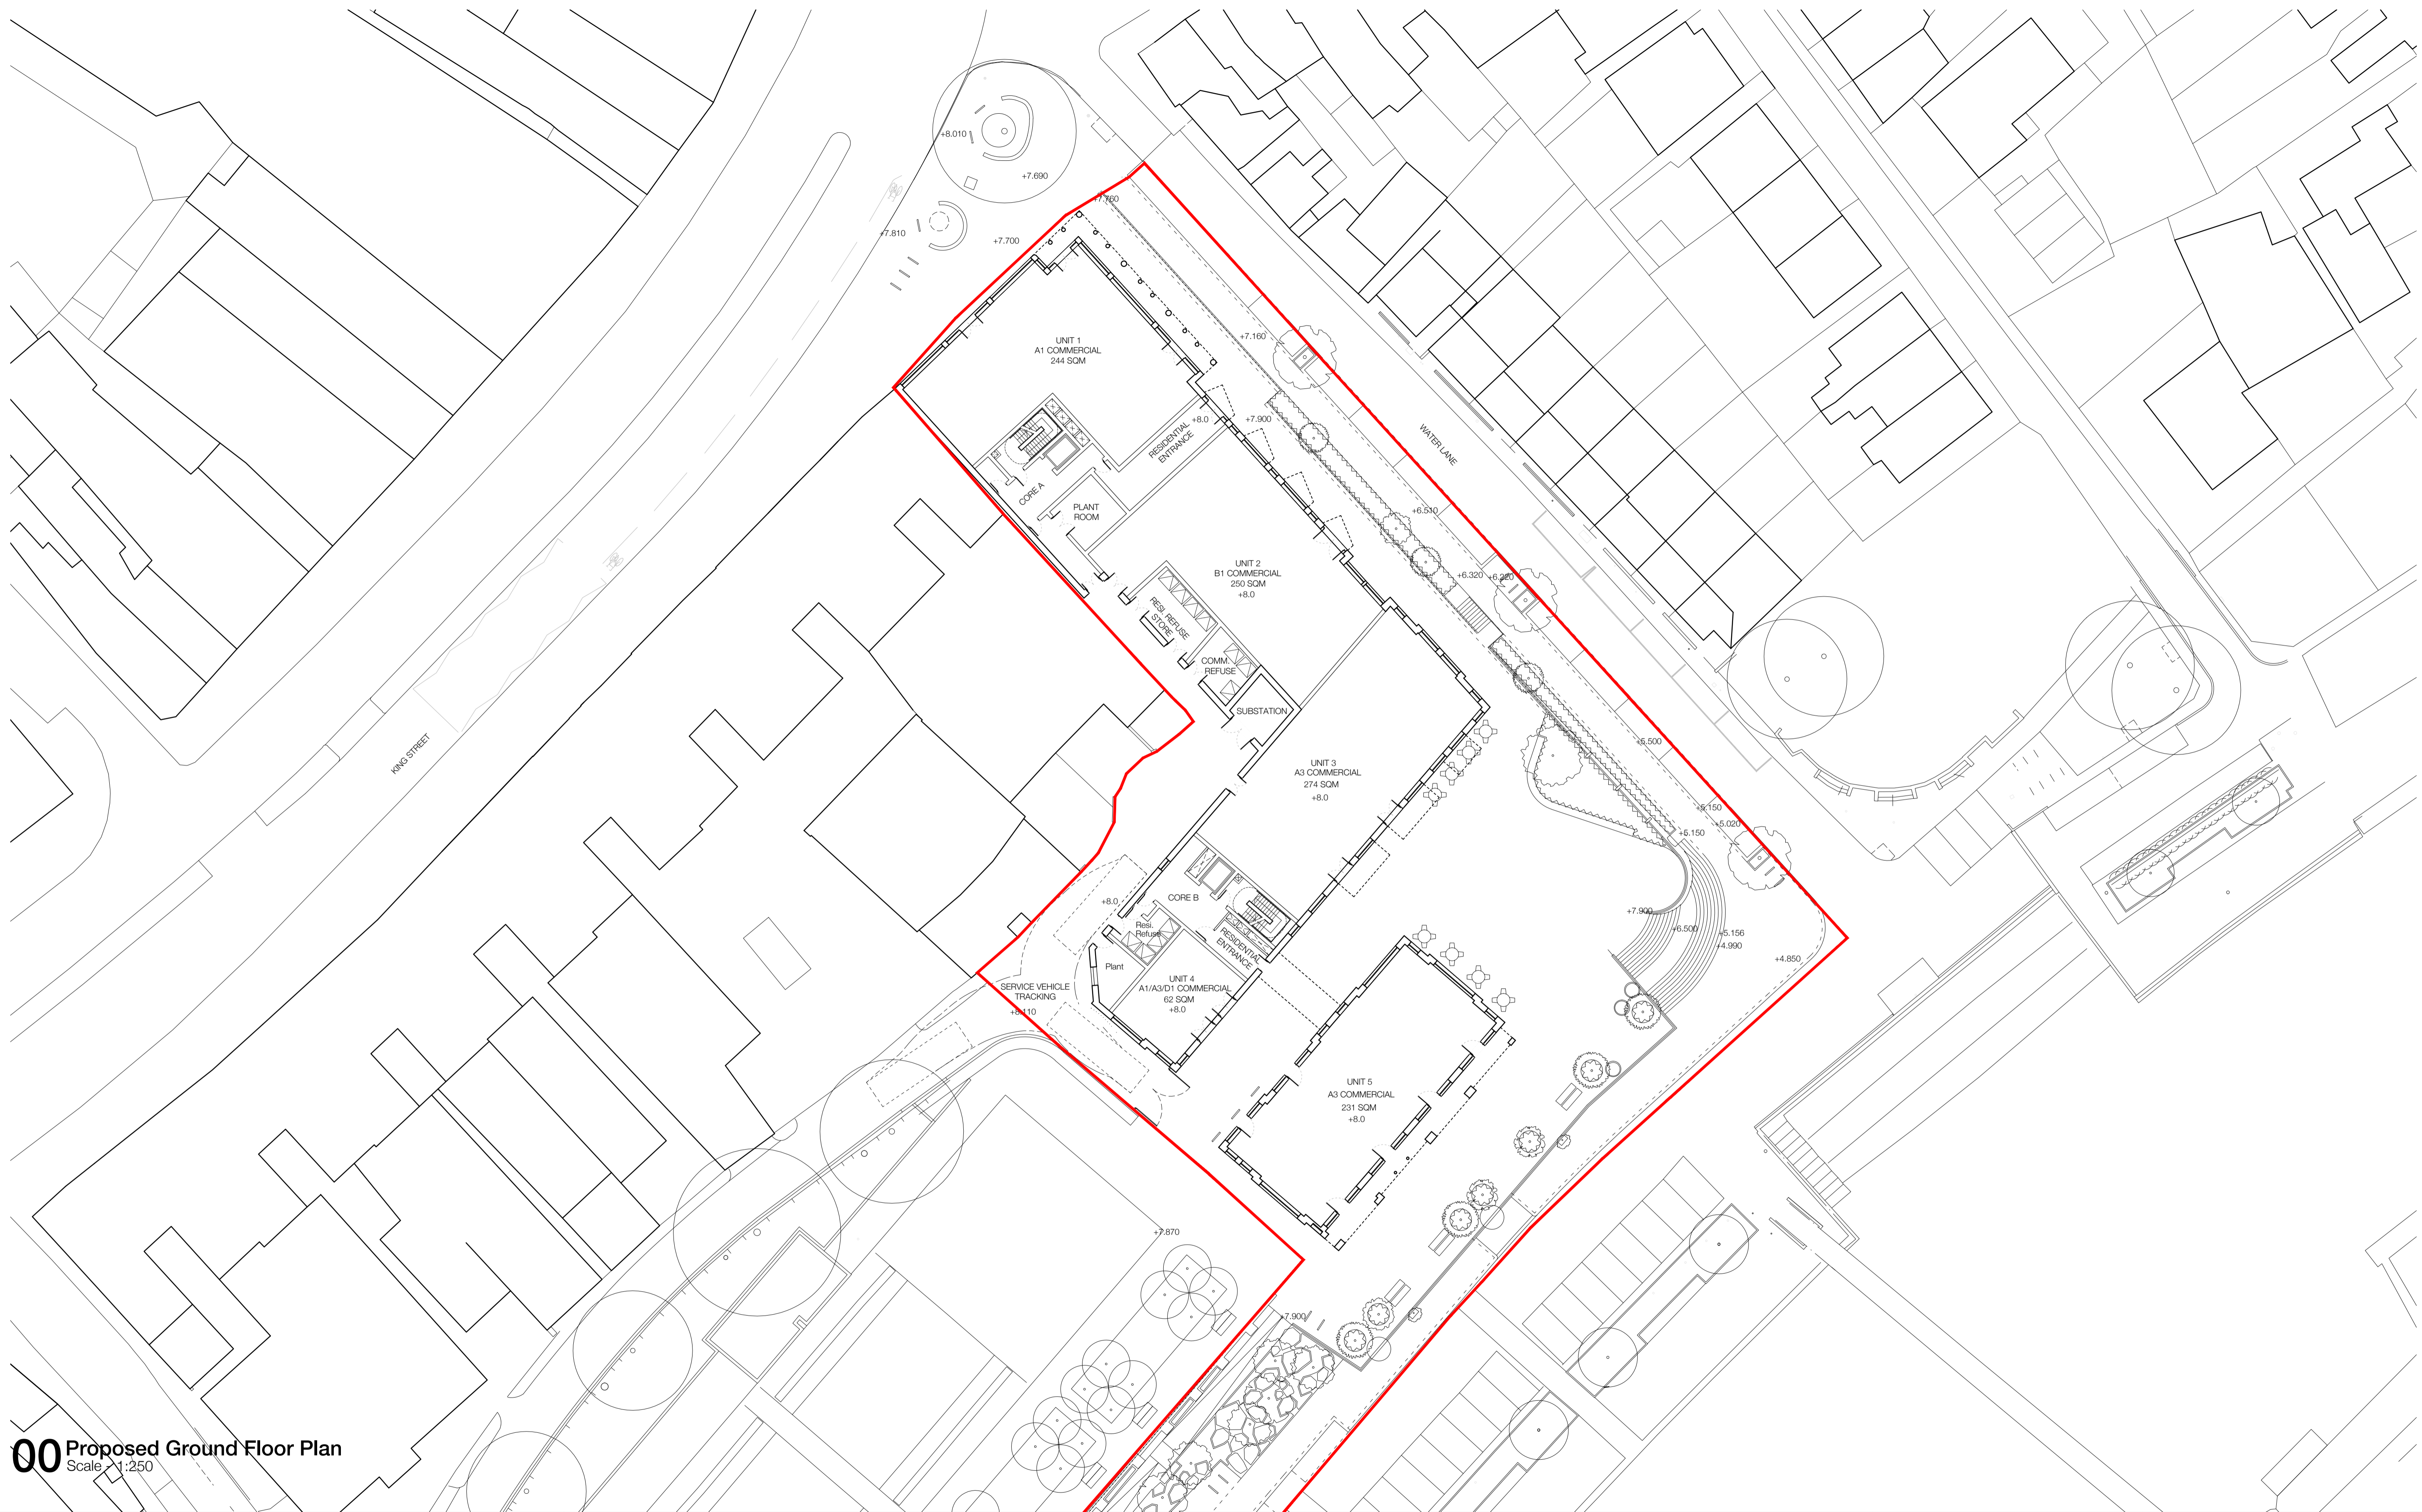 +8.010
+7.690
+7.760
+7.810
+7.700
UNIT 1
A1 COMMERCIAL
244 SQM
+7.160
+8.0
+7.900
RESIDENTIAL
ENTRANCE
WATER LANE
CORE A
PLANT
ROOM
+6.510
UNIT 2
B1 COMMERCIAL
250 SQM
+8.0
+6.320
+6.220
RESI. REFUSE
STORE
COMM.
REFUSE
SUBSTATION
KING STREET
+5.500
UNIT 3
A3 COMMERCIAL
274 SQM
+8.0
+5.150
+5.020
+5.150
CORE B
+8.0
+7.900
+6.500
+5.156
+4.990
+4.850
Resi.
Refuse
RESIDENTIAL
ENTRANCE
Plant
UNIT 4
A1/A3/D1 COMMERCIAL
62 SQM
+8.0
SERVICE VEHICLE
TRACKING
+8.110
UNIT 5
A3 COMMERCIAL
231 SQM
+8.0
+7.870
+7.900
00 Proposed Ground Floor Plan
Scale - 1:250